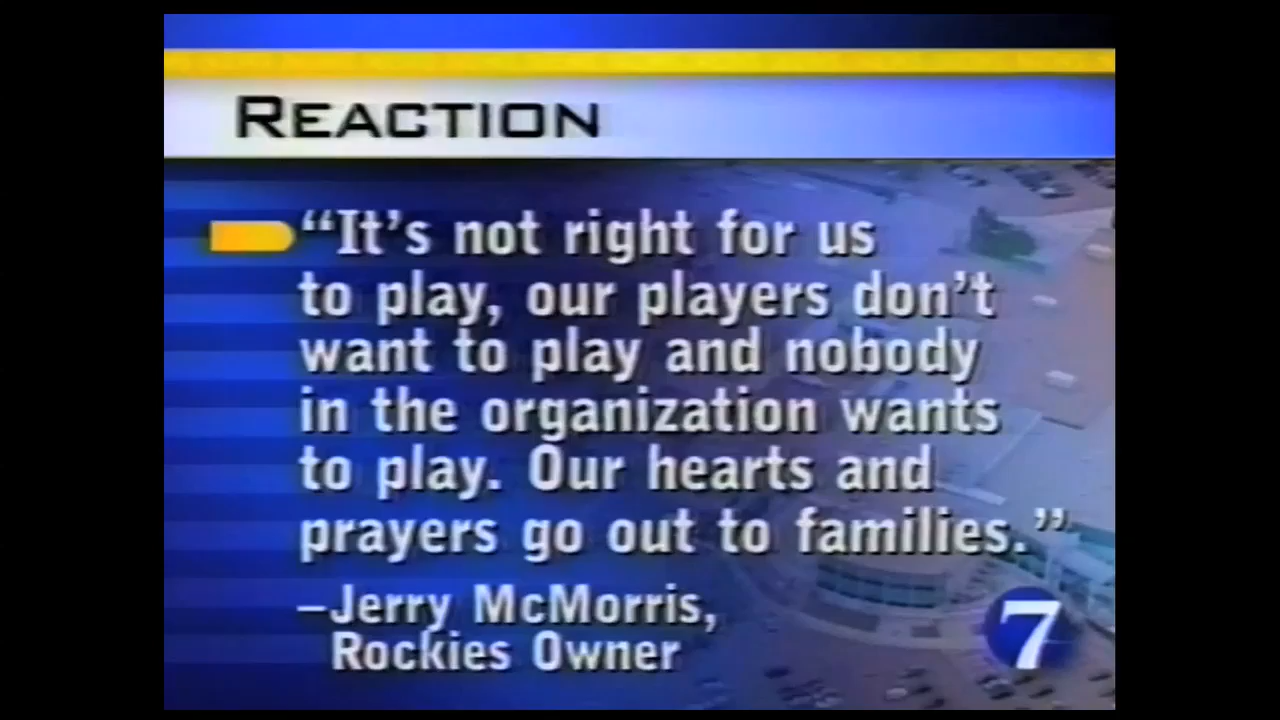 REACTION
“It’s not right for us
to play, our players don’t
want to play and nobody
in the organization wants
to play. Our hearts and
prayers go out to families.”
–Jerry McMorris,
Rockies Owner
7